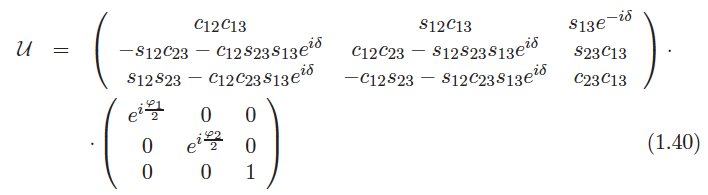 𝒰 = ( c₁₂c₁₃ s₁₂c₁₃ s₁₃e^{−iδ}
−s₁₂c₂₃ − c₁₂s₂₃s₁₃e^{iδ} c₁₂c₂₃ − s₁₂s₂₃s₁₃e^{iδ} s₂₃c₁₃
s₁₂s₂₃ − c₁₂c₂₃s₁₃e^{iδ} −c₁₂s₂₃ − s₁₂c₂₃s₁₃e^{iδ} c₂₃c₁₃ ) ·
· ( e^{iφ₁/2} 0 0
0 e^{iφ₂/2} 0 (1.40)
0 0 1 )